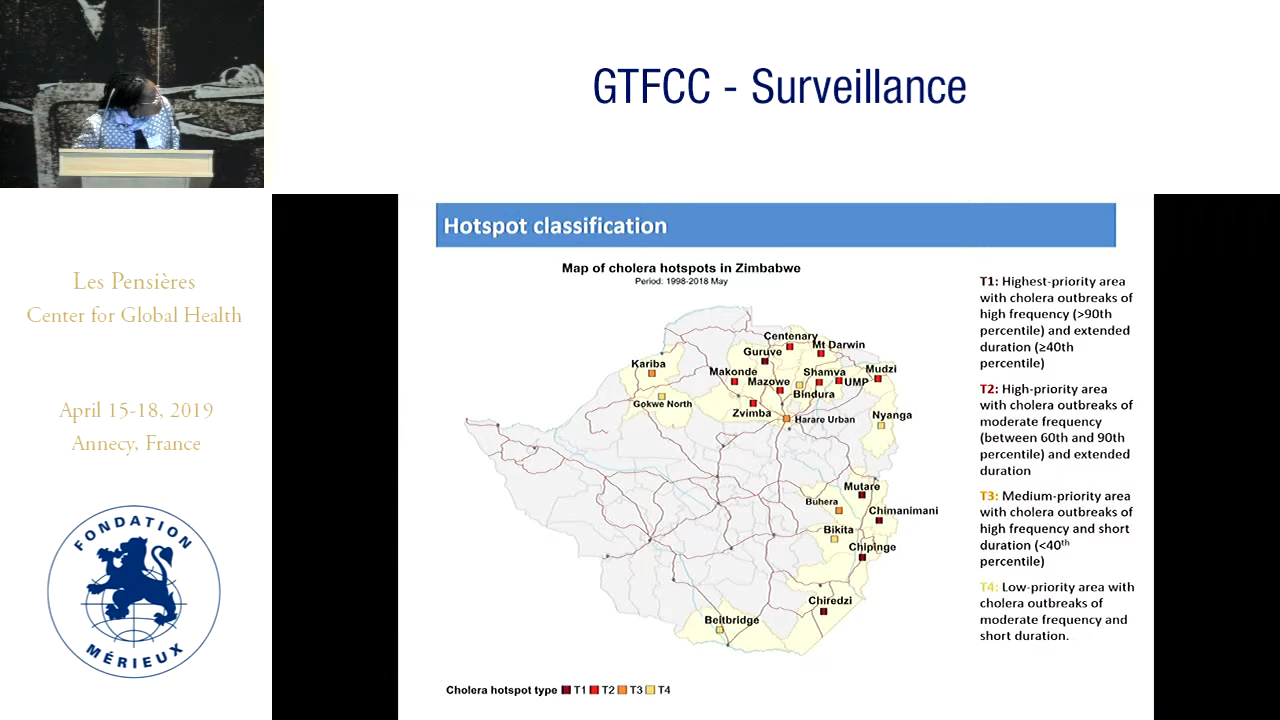 GTFCC - Surveillance
Les Pensières
Center for Global Health
April 15-18, 2019
Annecy, France
FONDATION
MÉRIEUX
Hotspot classification
Map of cholera hotspots in Zimbabwe
Period: 1998-2018 May
Centenary
Mt Darwin
Guruve
Kariba
Makonde
Shamva
Mudzi
Mazowe
UMP
Bindura
Gokwe North
Zvimba
Harare Urban
Nyanga
Mutare
Buhera
Chimanimani
Bikita
Chipinge
Chiredzi
Beitbridge
Cholera hotspot type T1 T2 T3 T4
T1: Highest-priority area
with cholera outbreaks of
high frequency (>90th
percentile) and extended
duration (≥40th
percentile)
T2: High-priority area
with cholera outbreaks of
moderate frequency
(between 60th and 90th
percentile) and extended
duration
T3: Medium-priority area
with cholera outbreaks of
high frequency and short
duration (<40th
percentile)
T4: Low-priority area with
cholera outbreaks of
moderate frequency and
short duration.